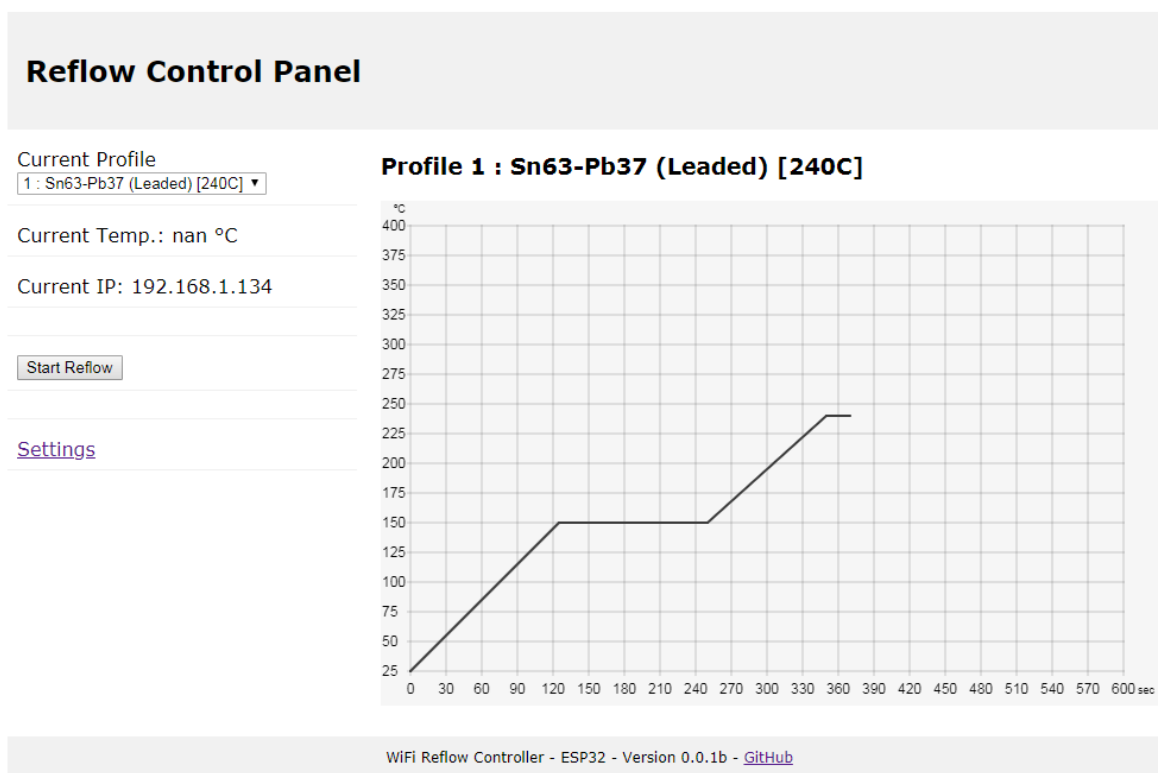 Reflow Control Panel
Current Profile
1 : Sn63-Pb37 (Leaded) [240C] ▼
Current Temp.: nan °C
Current IP: 192.168.1.134
Start Reflow
Settings
Profile 1 : Sn63-Pb37 (Leaded) [240C]
°C
400
375
350
325
300
275
250
225
200
175
150
125
100
75
50
25
0 30 60 90 120 150 180 210 240 270 300 330 360 390 420 450 480 510 540 570 600 sec
WiFi Reflow Controller - ESP32 - Version 0.0.1b - GitHub